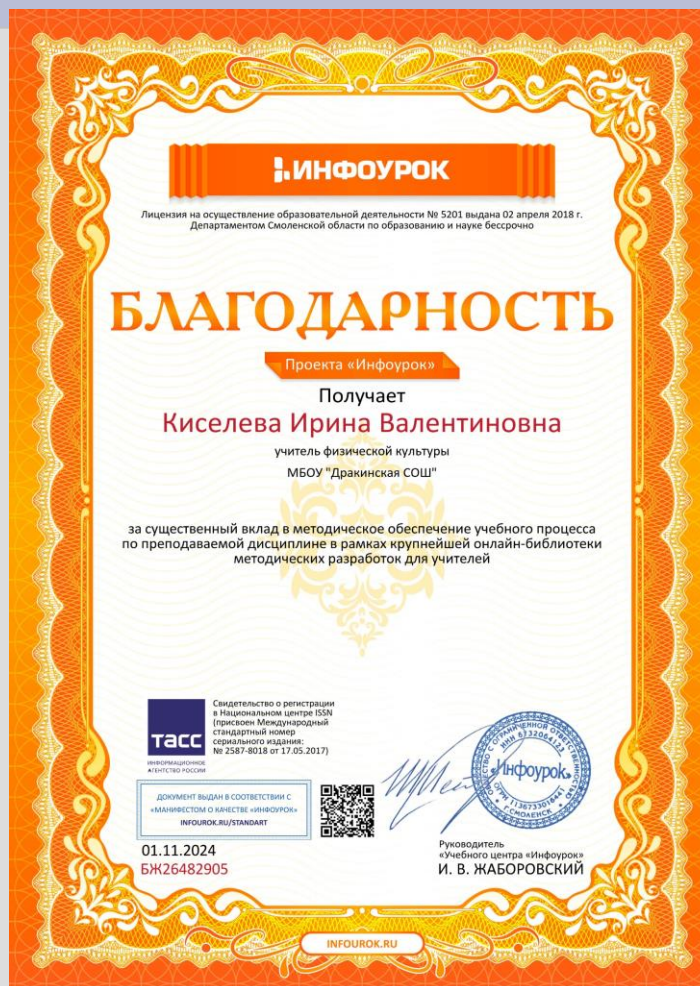 ИНФОУРОК
Лицензия на осуществление образовательной деятельности № 5201 выдана 02 апреля 2018 г.
Департаментом Смоленской области по образованию и науке бессрочно
БЛАГОДАРНОСТЬ
Проекта «Инфоурок»
Получает
Киселева Ирина Валентиновна
учитель физической культуры
МБОУ "Дракинская СОШ"
за существенный вклад в методическое обеспечение учебного процесса
по преподаваемой дисциплине в рамках крупнейшей онлайн-библиотеки
методических разработок для учителей
Свидетельство о регистрации
в Национальном центре ISSN
(присвоен Международный
стандартный номер
сериального издания:
№ 2587-8018 от 17.05.2017)
ТАСС
ИНФОРМАЦИОННОЕ
АГЕНТСТВО РОССИИ
ДОКУМЕНТ ВЫДАН В СООТВЕТСТВИИ С
«МАНИФЕСТОМ О КАЧЕСТВЕ «ИНФОУРОК»
INFOUROK.RU/STANDART
01.11.2024
БЖ26482905
ОБЩЕСТВО С ОГРАНИЧЕННОЙ ОТВЕТСТВЕННОСТЬЮ
«Инфоурок»
Г. СМОЛЕНСК
Руководитель
«Учебного центра «Инфоурок»
И. В. ЖАБОРОВСКИЙ
INFOUROK.RU